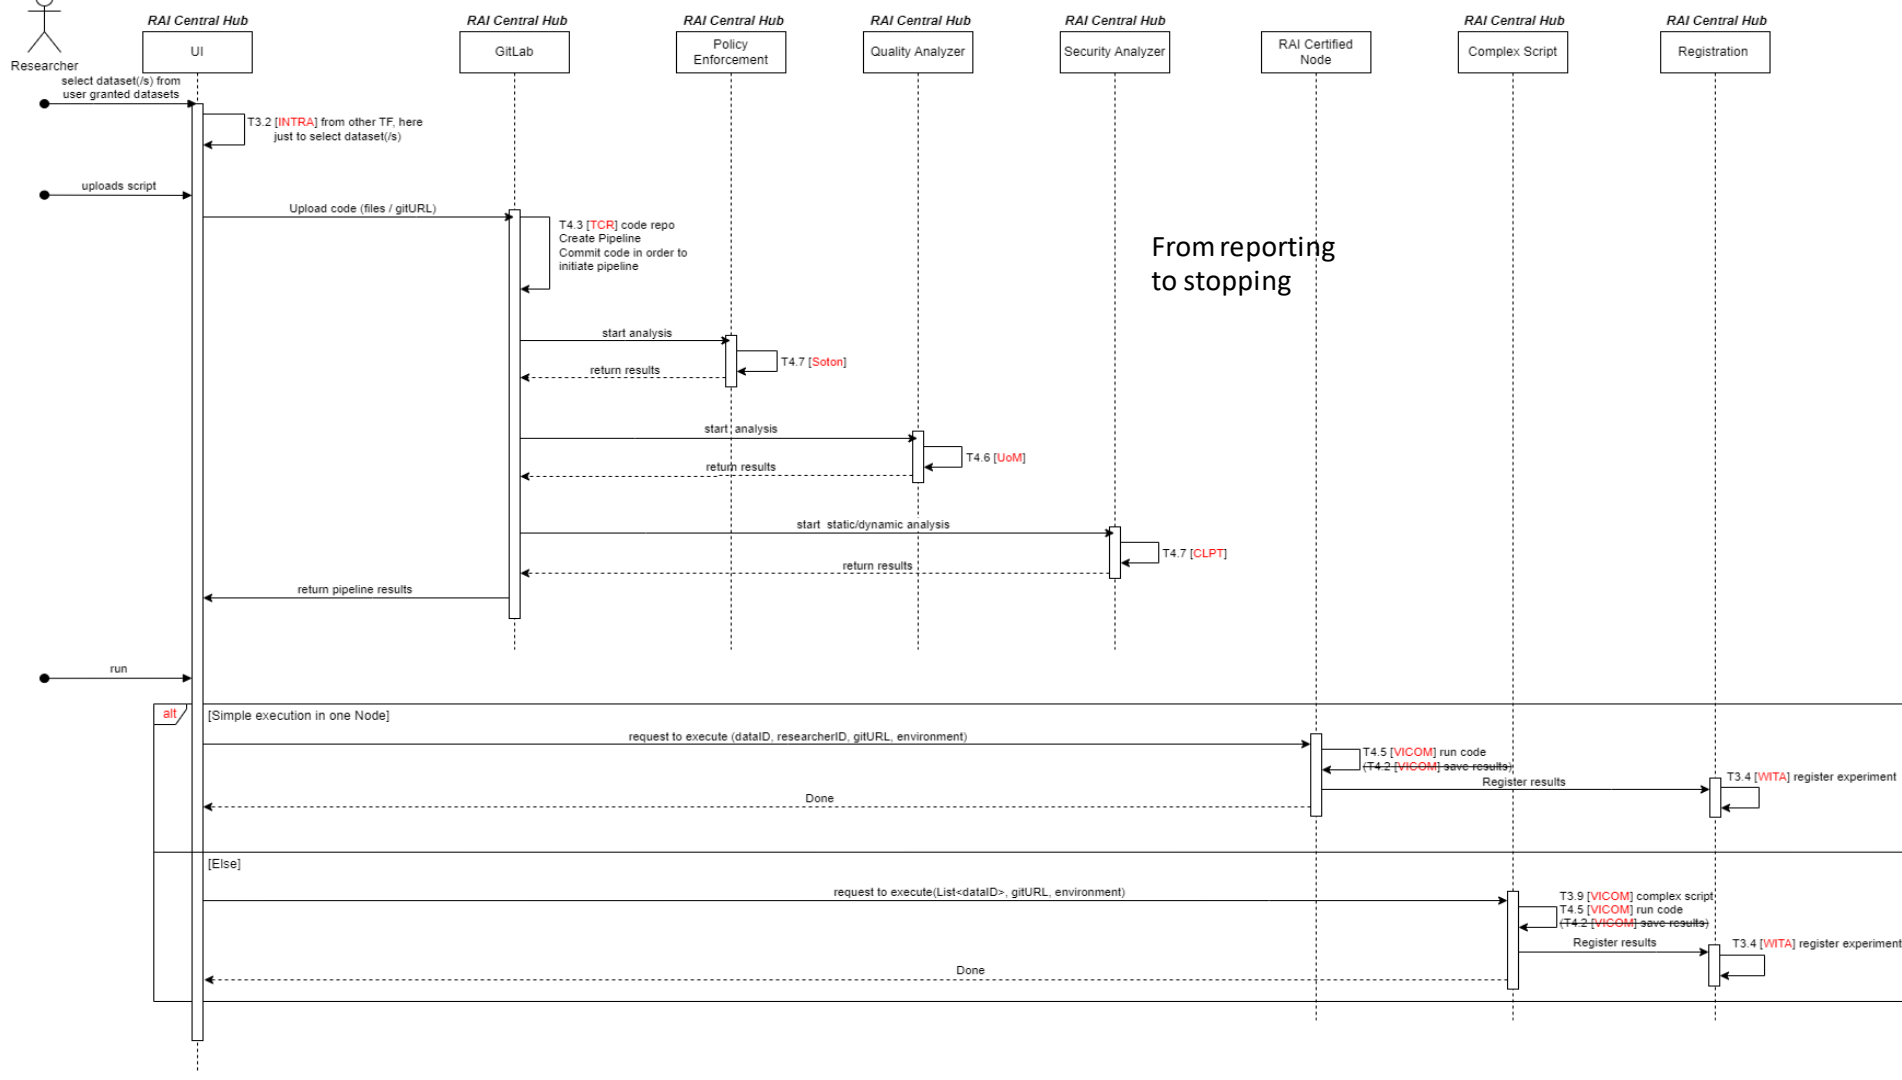 RAI Central Hub
RAI Central Hub
RAI Central Hub
RAI Central Hub
RAI Central Hub
RAI Central Hub
RAI Central Hub
UI
GitLab
Policy
Enforcement
Quality Analyzer
Security Analyzer
RAI Certified
Node
Complex Script
Registration
Researcher
select dataset(/s) from
user granted datasets
T3.2 [INTRA] from other TF, here
just to select dataset(/s)
uploads script
Upload code (files / gitURL)
T4.3 [TCR] code repo
Create Pipeline
Commit code in order to
initiate pipeline
From reporting
to stopping
start analysis
T4.7 [Soton]
return results
start analysis
T4.6 [UoM]
return results
start static/dynamic analysis
T4.7 [CLPT]
return results
return pipeline results
run
alt
[Simple execution in one Node]
request to execute (dataID, researcherID, gitURL, environment)
T4.5 [VICOM] run code
(T4.2 [VICOM] save results)
Register results
T3.4 [WITA] register experiment
Done
[Else]
request to execute(List<dataID>, gitURL, environment)
T3.9 [VICOM] complex script
T4.5 [VICOM] run code
(T4.2 [VICOM] save results)
Register results
T3.4 [WITA] register experiment
Done